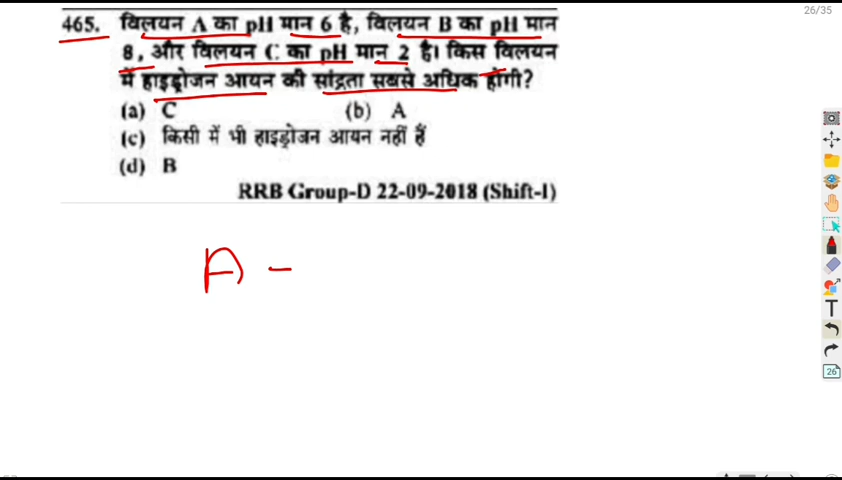 26/35
465. विलयन A का pH मान 6 है, विलयन B का pH मान
8, और विलयन C का pH मान 2 है। किस विलयन
में हाइड्रोजन आयन की सांद्रता सबसे अधिक होगी?
(a) C (b) A
(c) किसी में भी हाइड्रोजन आयन नहीं हैं
(d) B
RRB Group-D 22-09-2018 (Shift-I)
A -
T
26